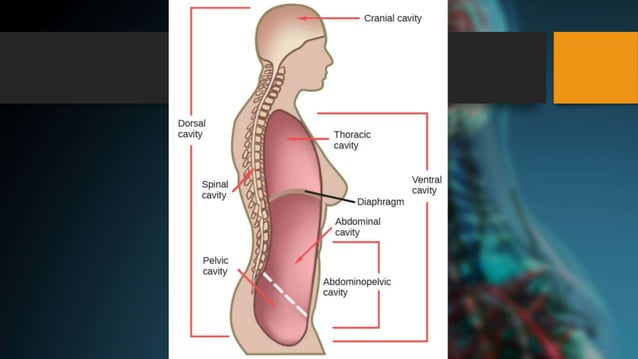 Cranial cavity
Dorsal
cavity
Thoracic
cavity
Ventral
cavity
Spinal
cavity
Diaphragm
Abdominal
cavity
Pelvic
cavity
Abdominopelvic
cavity